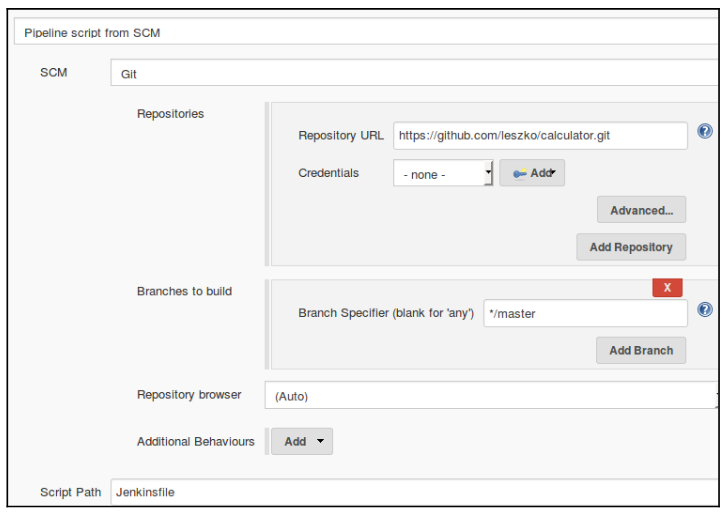 Pipeline script from SCM
SCM Git
Repositories
Repository URL https://github.com/leszko/calculator.git ?
Credentials - none - Add
Advanced...
Add Repository
X
Branches to build
Branch Specifier (blank for 'any') */master ?
Add Branch
Repository browser (Auto)
Additional Behaviours Add
Script Path Jenkinsfile